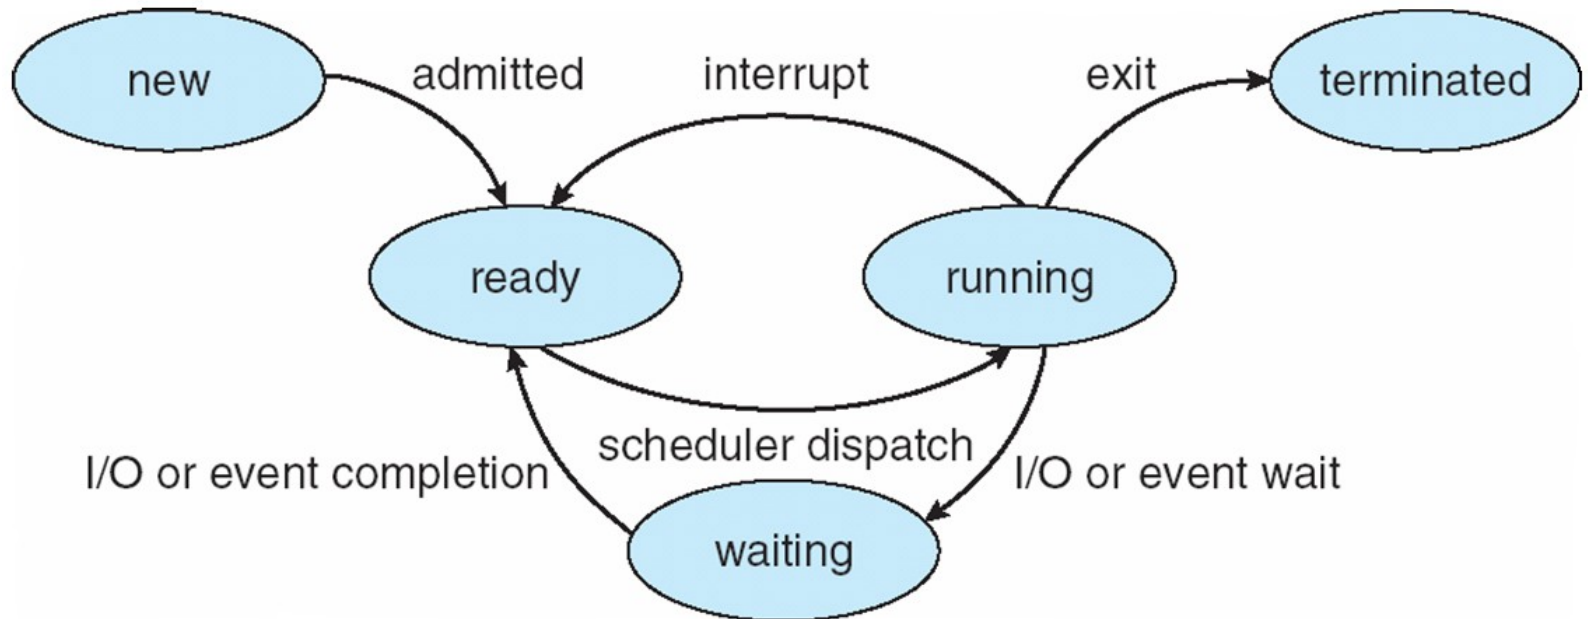 new
admitted
interrupt
exit
terminated
ready
running
scheduler dispatch
I/O or event completion
I/O or event wait
waiting